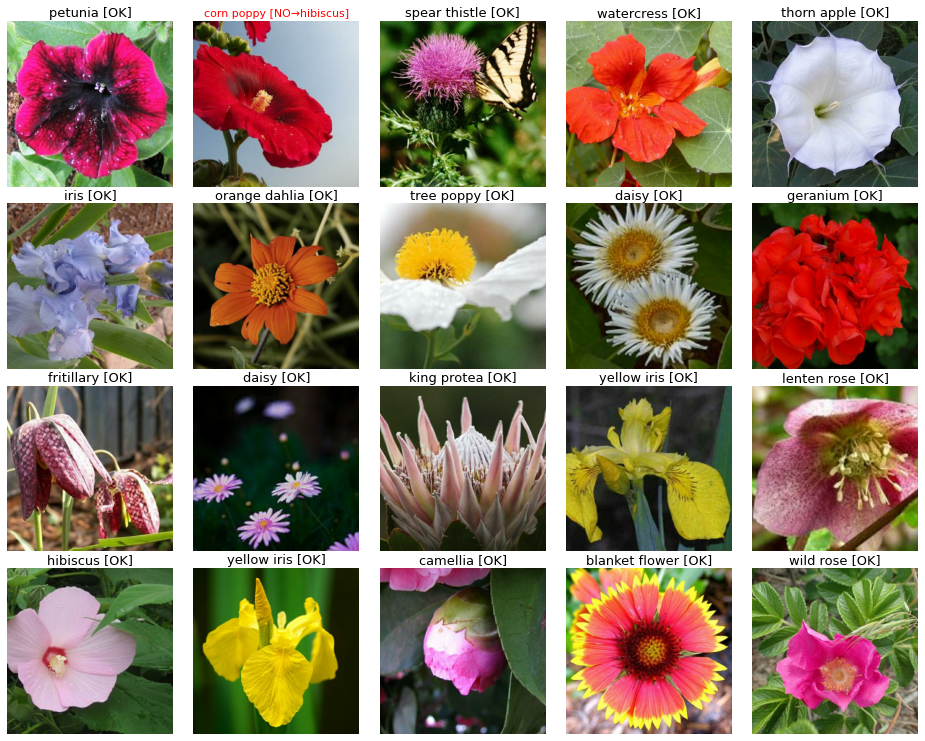 petunia [OK]
corn poppy [NO→hibiscus]
spear thistle [OK]
watercress [OK]
thorn apple [OK]
iris [OK]
orange dahlia [OK]
tree poppy [OK]
daisy [OK]
geranium [OK]
fritillary [OK]
daisy [OK]
king protea [OK]
yellow iris [OK]
lenten rose [OK]
hibiscus [OK]
yellow iris [OK]
camellia [OK]
blanket flower [OK]
wild rose [OK]